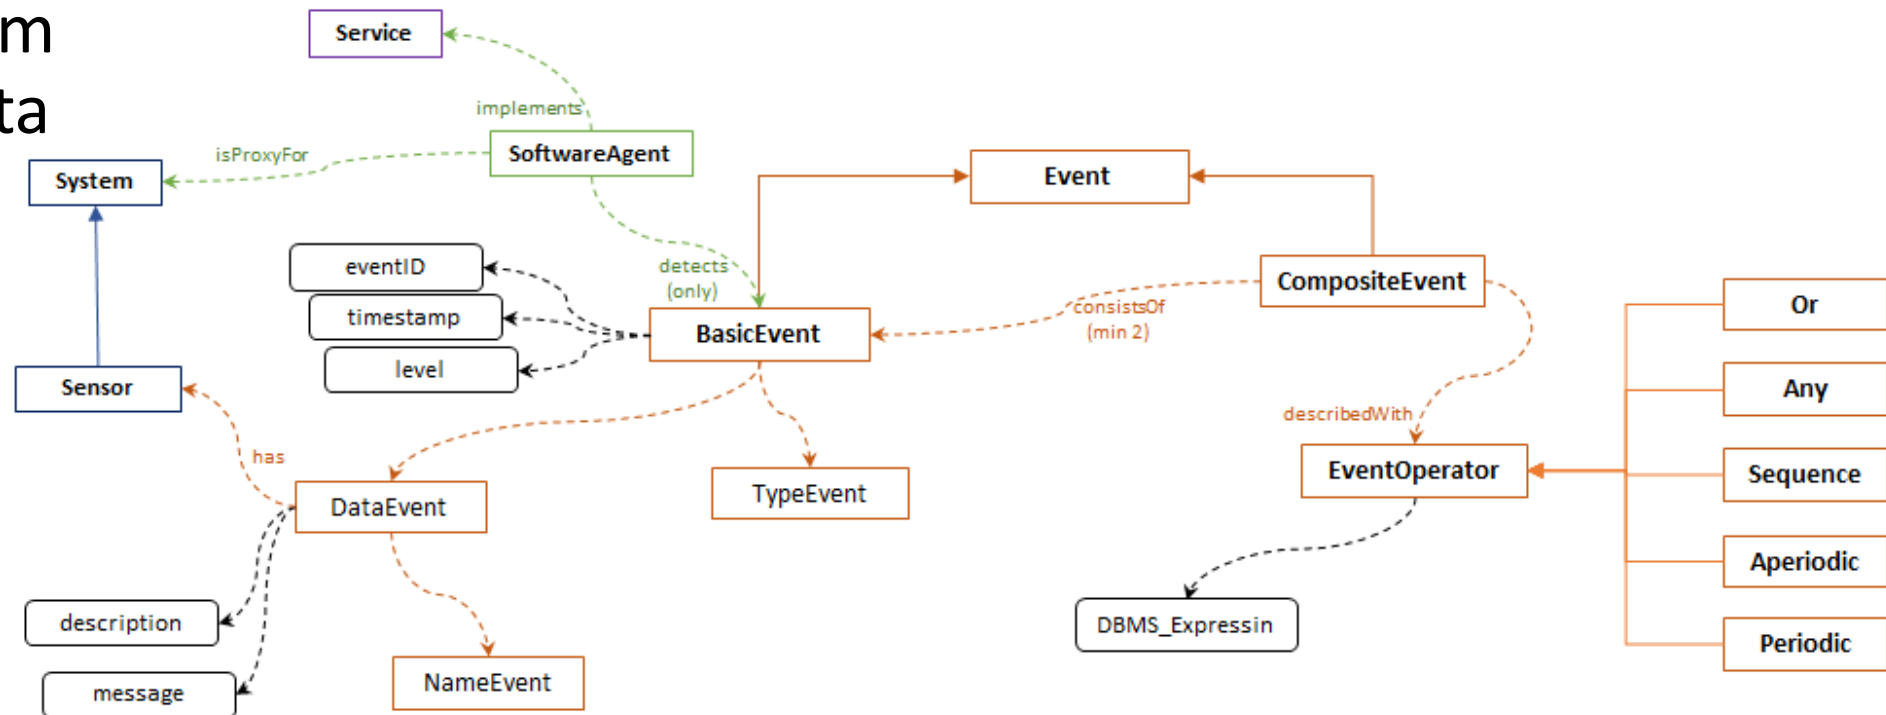 m
ta
Service
implements
SoftwareAgent
isProxyFor
System
Event
eventID
detects
(only)
CompositeEvent
timestamp
consistsOf
(min 2)
Or
BasicEvent
level
Sensor
Any
describedWith
has
EventOperator
Sequence
TypeEvent
DataEvent
Aperiodic
description
DBMS_Expressin
Periodic
NameEvent
message